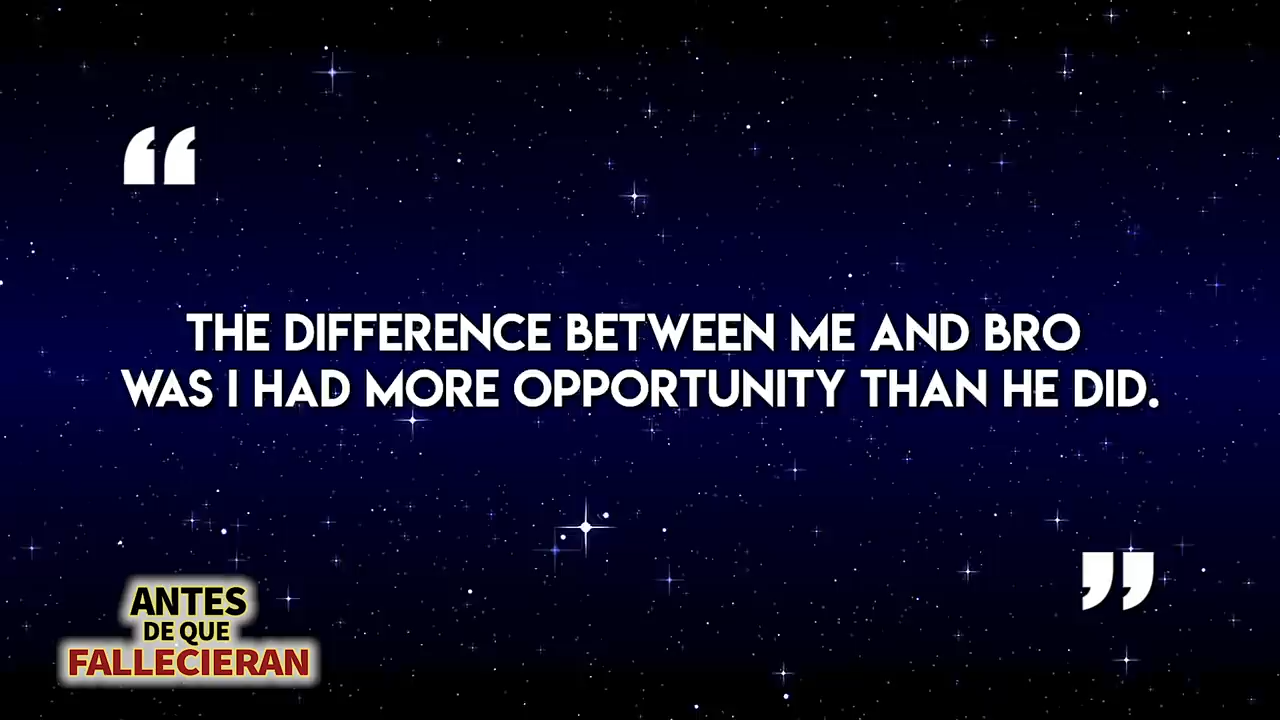 “
THE DIFFERENCE BETWEEN ME AND BRO
WAS I HAD MORE OPPORTUNITY THAN HE DID.
”
ANTES
DE QUE
FALLECIERAN